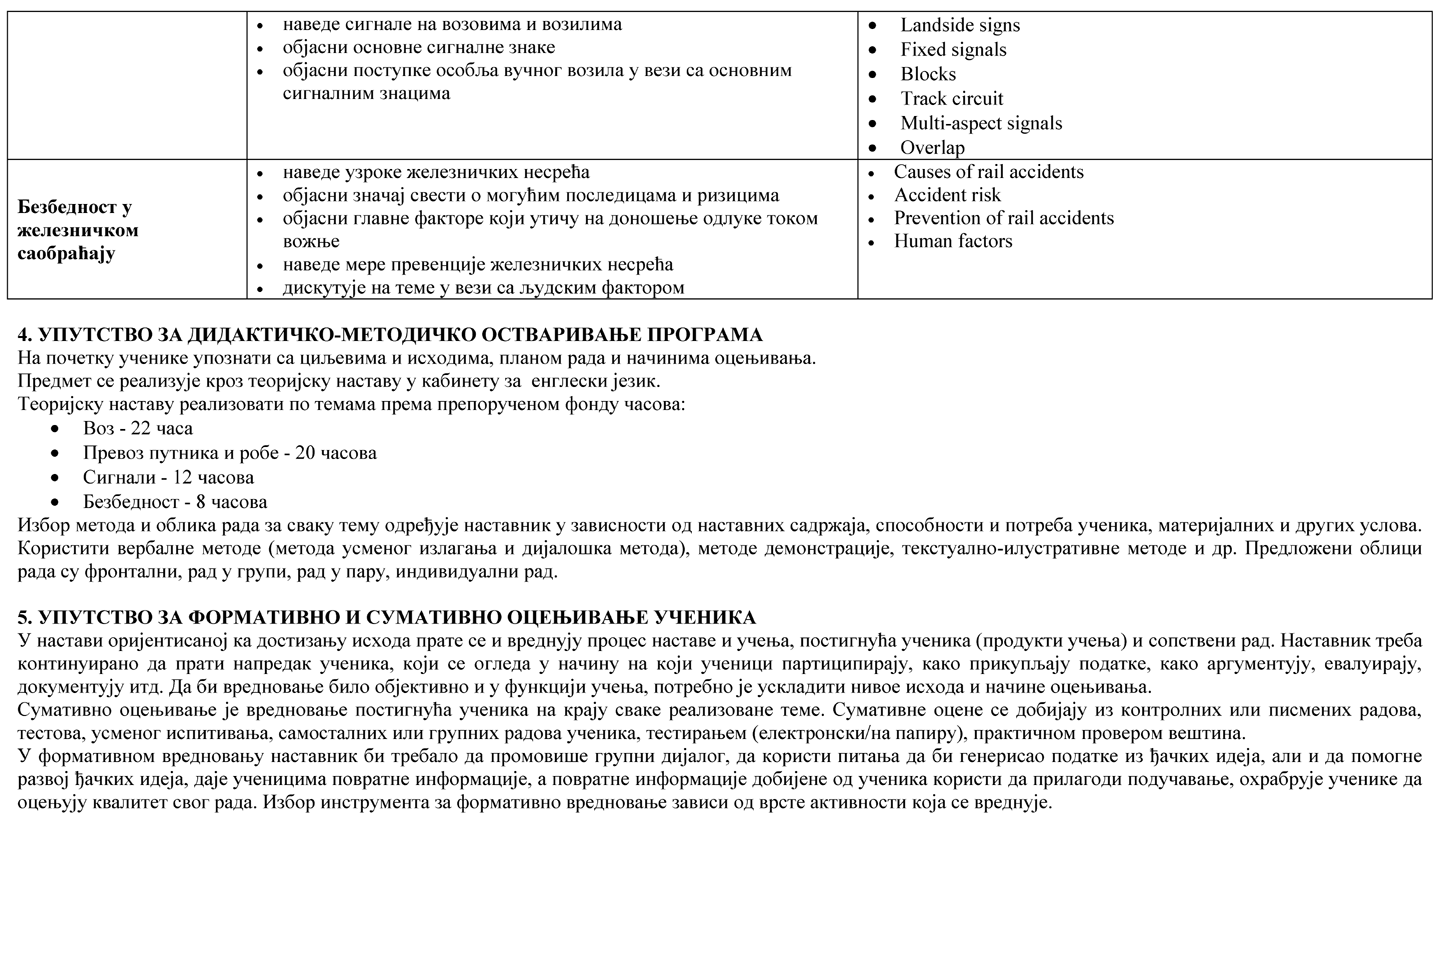 • наведе сигнале на возовима и возилима
• објасни основне сигналне знаке
• објасни поступке особља вучног возила у вези са основним
сигналним знацима
• Landside signs
• Fixed signals
• Blocks
• Track circuit
• Multi-aspect signals
• Overlap
Безбедност у
железничком
саобраћају
• наведе узроке железничких несрећа
• објасни значај свести о могућим последицама и ризицима
• објасни главне факторе који утичу на доношење одлуке током
вожње
• наведе мере превенције железничких несрећа
• дискутује на теме у вези са људским фактором
• Causes of rail accidents
• Accident risk
• Prevention of rail accidents
• Human factors
4. УПУТСТВО ЗА ДИДАКТИЧКО-МЕТОДИЧКО ОСТВАРИВАЊЕ ПРОГРАМА
На почетку ученике упознати са циљевима и исходима, планом рада и начинима оцењивања.
Предмет се реализује кроз теоријску наставу у кабинету за енглески језик.
Теоријску наставу реализовати по темама према препорученом фонду часова:
• Воз - 22 часа
• Превоз путника и робе - 20 часова
• Сигнали - 12 часова
• Безбедност - 8 часова
Избор метода и облика рада за сваку тему одређује наставник у зависности од наставних садржаја, способности и потреба ученика, материјалних и других услова.
Користити вербалне методе (метода усменог излагања и дијалошка метода), методе демонстрације, текстуално-илустративне методе и др. Предложени облици
рада су фронтални, рад у групи, рад у пару, индивидуални рад.
5. УПУТСТВО ЗА ФОРМАТИВНО И СУМАТИВНО ОЦЕЊИВАЊЕ УЧЕНИКА
У настави оријентисаној ка достизању исхода прате се и вреднују процес наставе и учења, постигнућа ученика (продукти учења) и сопствени рад. Наставник треба
континуирано да прати напредак ученика, који се огледа у начину на који ученици партиципирају, како прикупљају податке, како аргументују, евалуирају,
документују итд. Да би вредновање било објективно и у функцији учења, потребно је ускладити нивое исхода и начине оцењивања.
Сумативно оцењивање је вредновање постигнућа ученика на крају сваке реализоване теме. Сумативне оцене се добијају из контролних или писмених радова,
тестова, усменог испитивања, самосталних или групних радова ученика, тестирањем (електронски/на папиру), практичном провером вештина.
У формативном вредновању наставник би требало да промовише групни дијалог, да користи питања да би генерисао податке из ђачких идеја, али и да помогне
развој ђачких идеја, даје ученицима повратне информације, а повратне информације добијене од ученика користи да прилагоди подучавање, охрабрује ученике да
оцењују квалитет свог рада. Избор инструмента за формативно вредновање зависи од врсте активности која се вреднује.